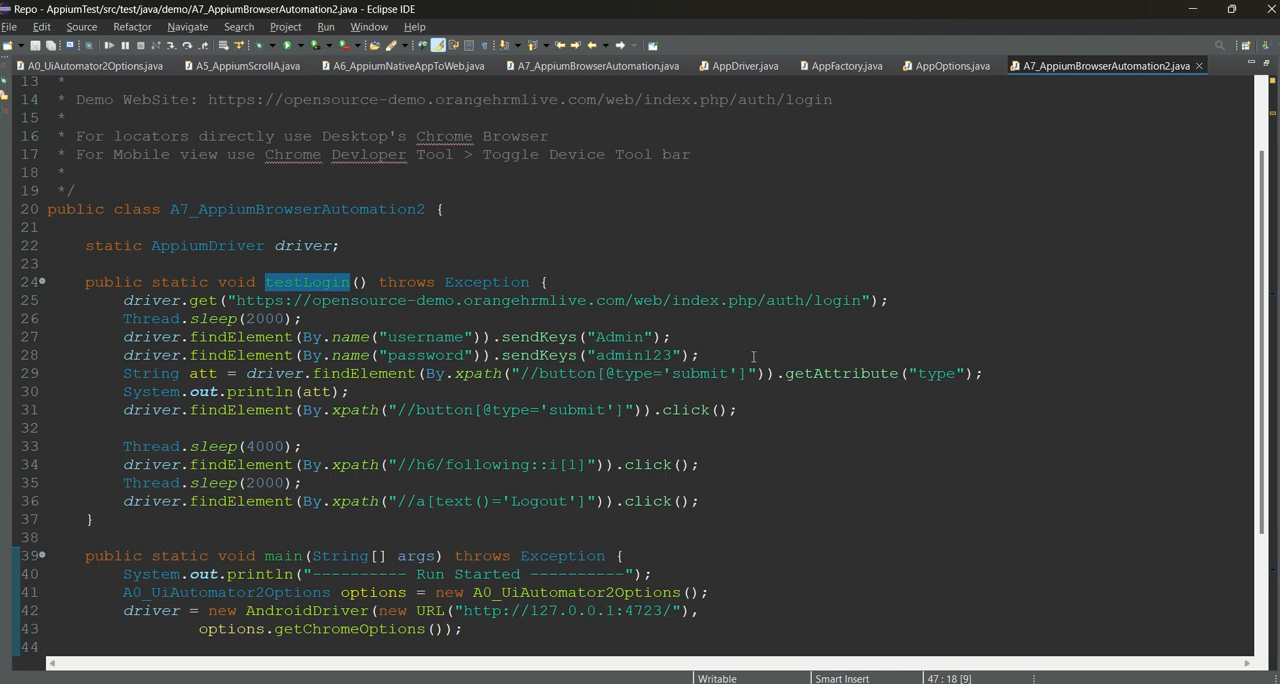 Repo - AppiumTest/src/test/java/demo/A7_AppiumBrowserAutomation2.java - Eclipse IDE
File Edit Source Refactor Navigate Search Project Run Window Help
A0_UiAutomator2Options.java A5_AppiumScrollA.java A6_AppiumNativeAppToWeb.java A7_AppiumBrowserAutomation.java AppDriver.java AppFactory.java AppOptions.java A7_AppiumBrowserAutomation2.java
13 *
14 * Demo WebSite: https://opensource-demo.orangehrmlive.com/web/index.php/auth/login
15 *
16 * For locators directly use Desktop's Chrome Browser
17 * For Mobile view use Chrome Devloper Tool > Toggle Device Tool bar
18 *
19 */
20 public class A7_AppiumBrowserAutomation2 {
21
22 static AppiumDriver driver;
23
24 public static void testLogin() throws Exception {
25 driver.get("https://opensource-demo.orangehrmlive.com/web/index.php/auth/login");
26 Thread.sleep(2000);
27 driver.findElement(By.name("username")).sendKeys("Admin");
28 driver.findElement(By.name("password")).sendKeys("admin123");
29 String att = driver.findElement(By.xpath("//button[@type='submit']")).getAttribute("type");
30 System.out.println(att);
31 driver.findElement(By.xpath("//button[@type='submit']")).click();
32
33 Thread.sleep(4000);
34 driver.findElement(By.xpath("//h6/following::i[1]")).click();
35 Thread.sleep(2000);
36 driver.findElement(By.xpath("//a[text()='Logout']")).click();
37 }
38
39 public static void main(String[] args) throws Exception {
40 System.out.println("---------- Run Started ----------");
41 A0_UiAutomator2Options options = new A0_UiAutomator2Options();
42 driver = new AndroidDriver(new URL("http://127.0.0.1:4723/"),
43 options.getChromeOptions());
44
Writable Smart Insert 47 : 18 [9]